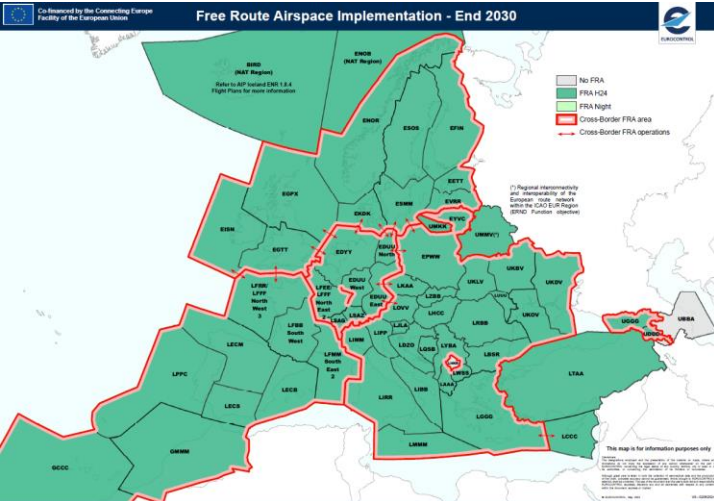 Co-financed by the Connecting Europe
Facility of the European Union
Free Route Airspace Implementation - End 2030
EUROCONTROL
BIRD
(NAT Region)
Refer to AIP Iceland ENR 1.8.4
Flight Plans for more information
ENOB
(NAT Region)
No FRA
FRA H24
FRA Night
Cross-Border FRA area
Cross-Border FRA operations
(*) Regional interconnectivity
and interoperability of the
European route network
within the ICAO EUR Region
(ERND Function objective)
ENOR
ESOS
EFIN
EETT
EVRR
EYVC
UMKK
UMMV(*)
EGPX
EISN
EGTT
EKDK
ESMM
EDYY
EDUU
North
EPWW
EDUU
West
EDUU
East
LFEE/
LFFF
North
East
LFRR/
LFFF
North
West
2
LKAA
LOVV
LZBB
LHCC
UKLV
UKBV
UKDV
UKOV
LFBB
South
West
LFMM
South
East
2
LSAG
LSAZ
LIMM
LIPP
LJLA
LDZO
LQSB
LYBA
LRBB
LBSR
LWSS
LAAA
LECM
LECB
LECS
LPPC
GMMM
GCCC
LIRR
LIBB
LGGG
LMMM
LTAA
LCCC
UGGG
UDDD
UBBA
This map is for information purposes only